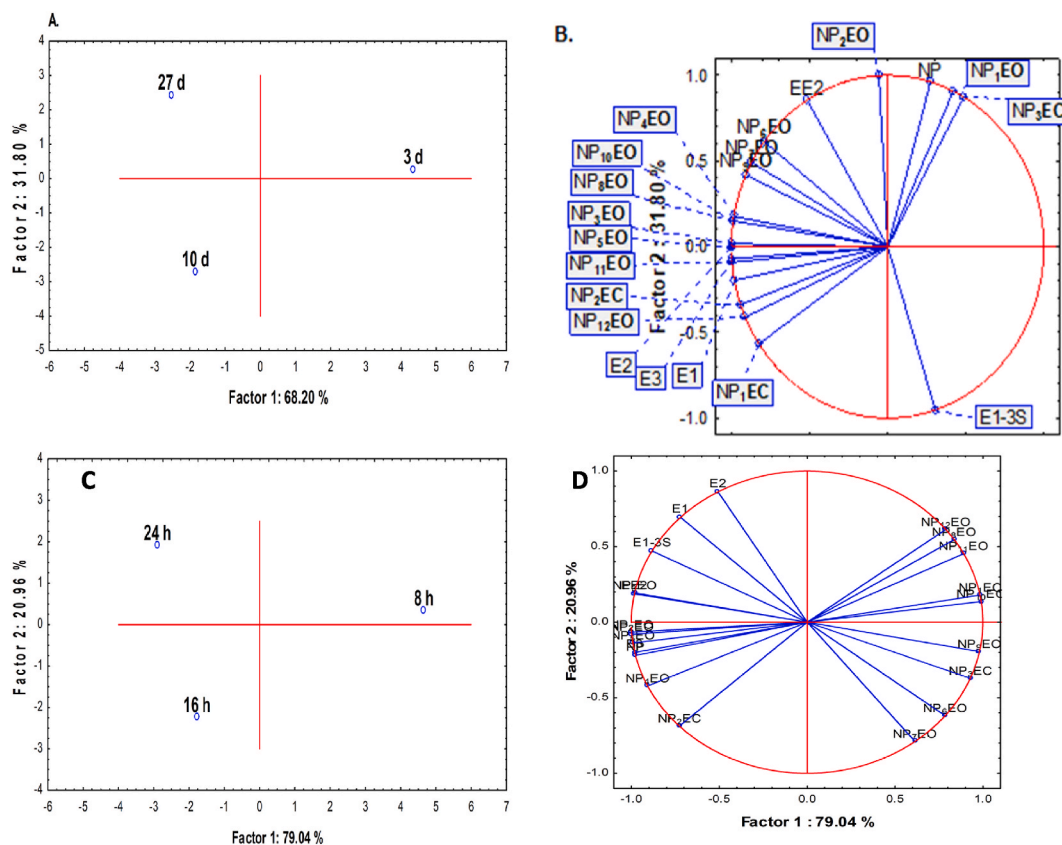 A.
4
3
2
1
0
-1
-2
-3
-4
-5
Factor 2: 31.80 %
27 d
3 d
10 d
-6 -5 -4 -3 -2 -1 0 1 2 3 4 5 6 7
Factor 1: 68.20 %
B.
1.0
0.5
0.0
-0.5
-1.0
Factor 2 : 31.80 %
NP2EO
NP
NP1EO
NP3EC
EE2
NP4EO
NP6EO
NP10EO
NP8EO
NP3EO
NP5EO
NP11EO
NP2EC
NP12EO
E2
E3
E1
NP1EC
E1-3S
C
4
3
2
1
0
-1
-2
-3
-4
Factor 2: 20.96 %
24 h
8 h
16 h
-6 -5 -4 -3 -2 -1 0 1 2 3 4 5 6 7
Factor 1: 79.04 %
D
1.0
0.5
0.0
-0.5
-1.0
Factor 2 : 20.96 %
E2
E1
E1-3S
NP12EO
NP3EC
NP6EO
NP7EO
NP2EC
-1.0 -0.5 0.0 0.5 1.0
Factor 1 : 79.04 %